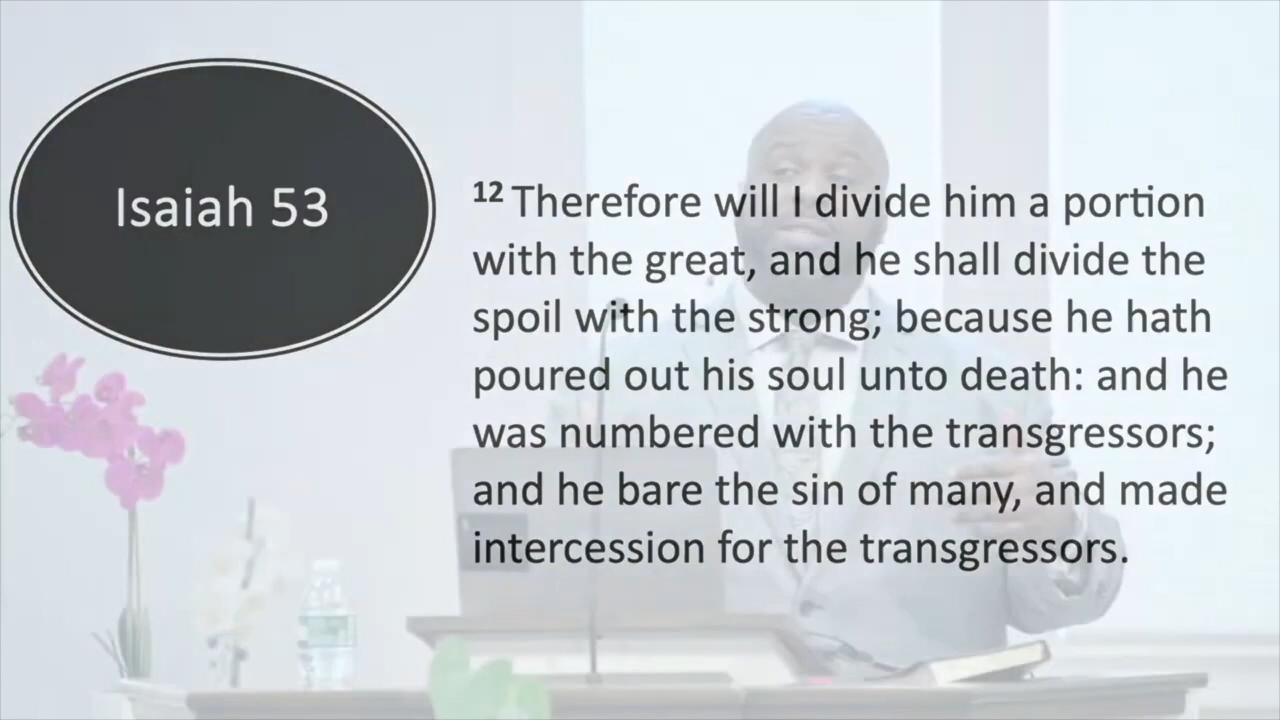 Isaiah 53
12 Therefore will I divide him a portion
with the great, and he shall divide the
spoil with the strong; because he hath
poured out his soul unto death: and he
was numbered with the transgressors;
and he bare the sin of many, and made
intercession for the transgressors.